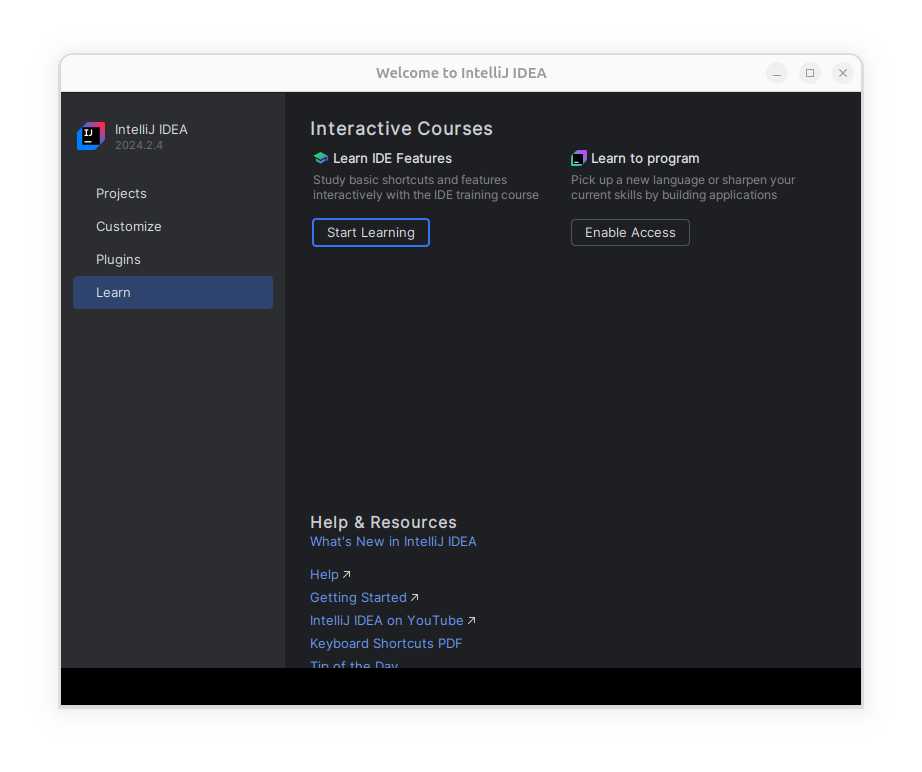 Welcome to IntelliJ IDEA
IJ
IntelliJ IDEA
2024.2.4
Projects
Customize
Plugins
Learn
Interactive Courses
Learn IDE Features
Study basic shortcuts and features
interactively with the IDE training course
Start Learning
Learn to program
Pick up a new language or sharpen your
current skills by building applications
Enable Access
Help & Resources
What's New in IntelliJ IDEA
Help
Getting Started
IntelliJ IDEA on YouTube
Keyboard Shortcuts PDF
Tip of the Day